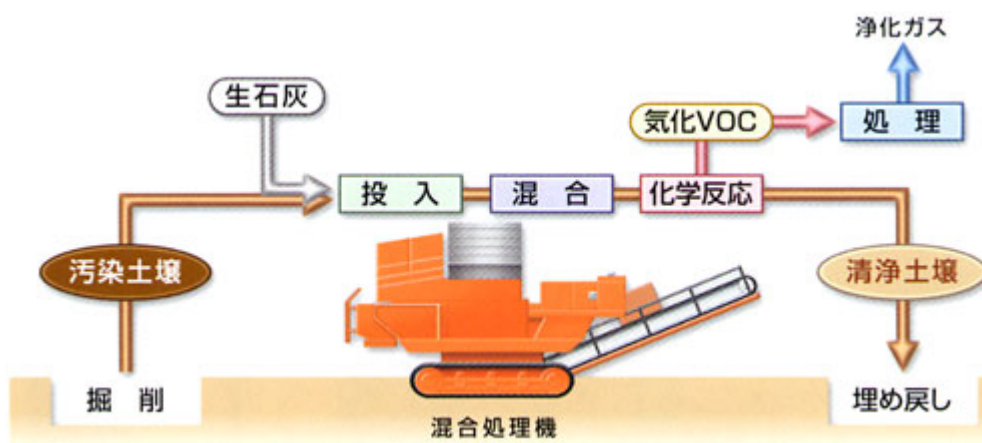 浄化ガス
生石灰
気化VOC
処理
投入
混合
化学反応
汚染土壌
清浄土壌
掘削
埋め戻し
混合処理機